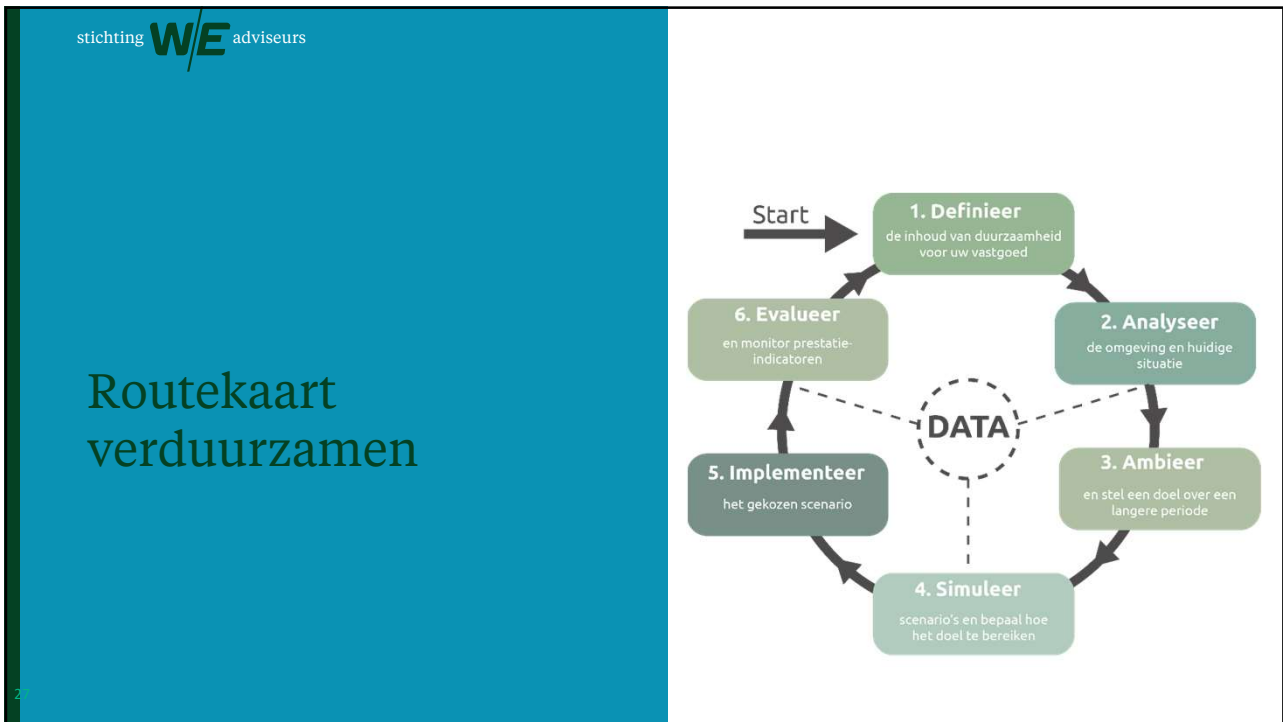 stichting W/E adviseurs
Routekaart
verduurzamen
Start
1. Definieer
de inhoud van duurzaamheid
voor uw vastgoed
2. Analyseer
de omgeving en huidige
situatie
3. Ambieer
en stel een doel over een
langere periode
4. Simuleer
scenario's en bepaal hoe
het doel te bereiken
5. Implementeer
het gekozen scenario
6. Evalueer
en monitor prestatie-
indicatoren
DATA
27